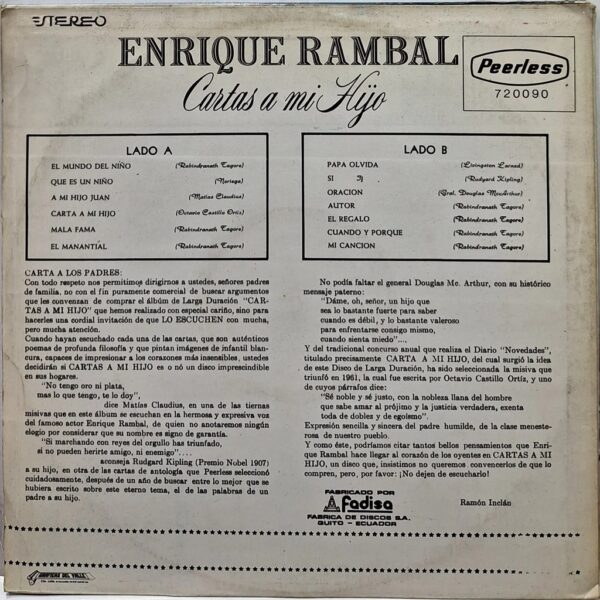 STEREO
ENRIQUE RAMBAL
Cartas a mi Hijo
Peerless
720090
LADO A
EL MUNDO DEL NIÑO (Rabindranath Tagore)
QUE ES UN NIÑO (Noriega)
A MI HIJO JUAN (Matías Claudius)
CARTA A MI HIJO (Octavio Castillo Ortiz)
MALA FAMA (Rabindranath Tagore)
EL MANANTIAL (Rabindranath Tagore)
LADO B
PAPA OLVIDA (Livingston Larned)
SI (Rudyard Kipling)
ORACION (Gral. Douglas McArthur)
AUTOR (Rabindranath Tagore)
EL REGALO (Rabindranath Tagore)
CUANDO Y PORQUE (Rabindranath Tagore)
MI CANCION (Rabindranath Tagore)
CARTA A LOS PADRES:
Con todo respeto nos permitimos dirigirnos a ustedes, señores padres
de familia, no con el fin puramente comercial de buscar argumentos
que les convenzan de comprar el álbúm de Larga Duración "CAR-
TAS A MI HIJO" que hemos realizado con especial cariño, sino para
hacerles una cordial invitación de que LO ESCUCHEN con mucha,
pero mucha atención.
Cuando hayan escuchado cada una de las cartas, que son auténticos
poemas de profunda filosofía y que pintan imágenes de infantil blan-
cura, capaces de impresionar a los corazones más insensibles, ustedes
decidirán si CARTAS A MI HIJO es o nó un disco imprescindible
en sus hogares.
"No tengo oro ni plata,
mas lo que tengo, te lo doy",
dice Matías Claudius, en una de las tiernas
misivas que en este álbum se escuchan en la hermosa y expresiva voz
del famoso actor Enrique Rambal, de quien no anotaremos ningún
elogio por considerar que su nombre es signo de garantía.
"Si marchando con reyes del orgullo has triunfado,
si no pueden herirte amigo, ni enemigo"....
aconseja Rudgard Kipling (Premio Nobel 1907)
a su hijo, en otra de las cartas de antología que Peerless seleccionó
cuidadosamente, después de un año de buscar entre lo mejor que se
hubiera escrito sobre este eterno tema, el de las palabras de un
padre a su hijo.
No podía faltar el general Douglas Mc. Arthur, con su histórico
mensaje paterno:
"Dáme, oh, señor, un hijo que
sea lo bastante fuerte para saber
cuando es débil, y lo bastante valeroso
para enfrentarse consigo mismo,
cuando sienta miedo"....
Y del tradicional concurso anual que realiza el Diario "Novedades",
titulado precisamente CARTA A MI HIJO, del cual surgió la idea
de este Disco de Larga Duración, ha sido seleccionada la misiva que
triunfó en 1961, la cual fue escrita por Octavio Castillo Ortíz, y uno
de cuyos párrafos dice:
"Sé noble y sé justo, con la nobleza llana del hombre
que sabe amar al prójimo y la justicia verdadera, exenta
toda de dobles y de egoísmo".
Expresión sencilla y sincera del padre humilde, de la clase meneste-
rosa de nuestro pueblo.
Y como éste, podríamos citar tantos bellos pensamientos que Enri-
que Rambal hace llegar al corazón de los oyentes en CARTAS A MI
HIJO, un disco que, insistimos no queremos convencerlos de que lo
compren, pero, por favor: ¡No dejen de escucharlo!
Ramón Inclán
FABRICADO POR
Fadisa
FABRICA DE DISCOS S.A.
QUITO - ECUADOR
GRAFICAS DEL VALLE